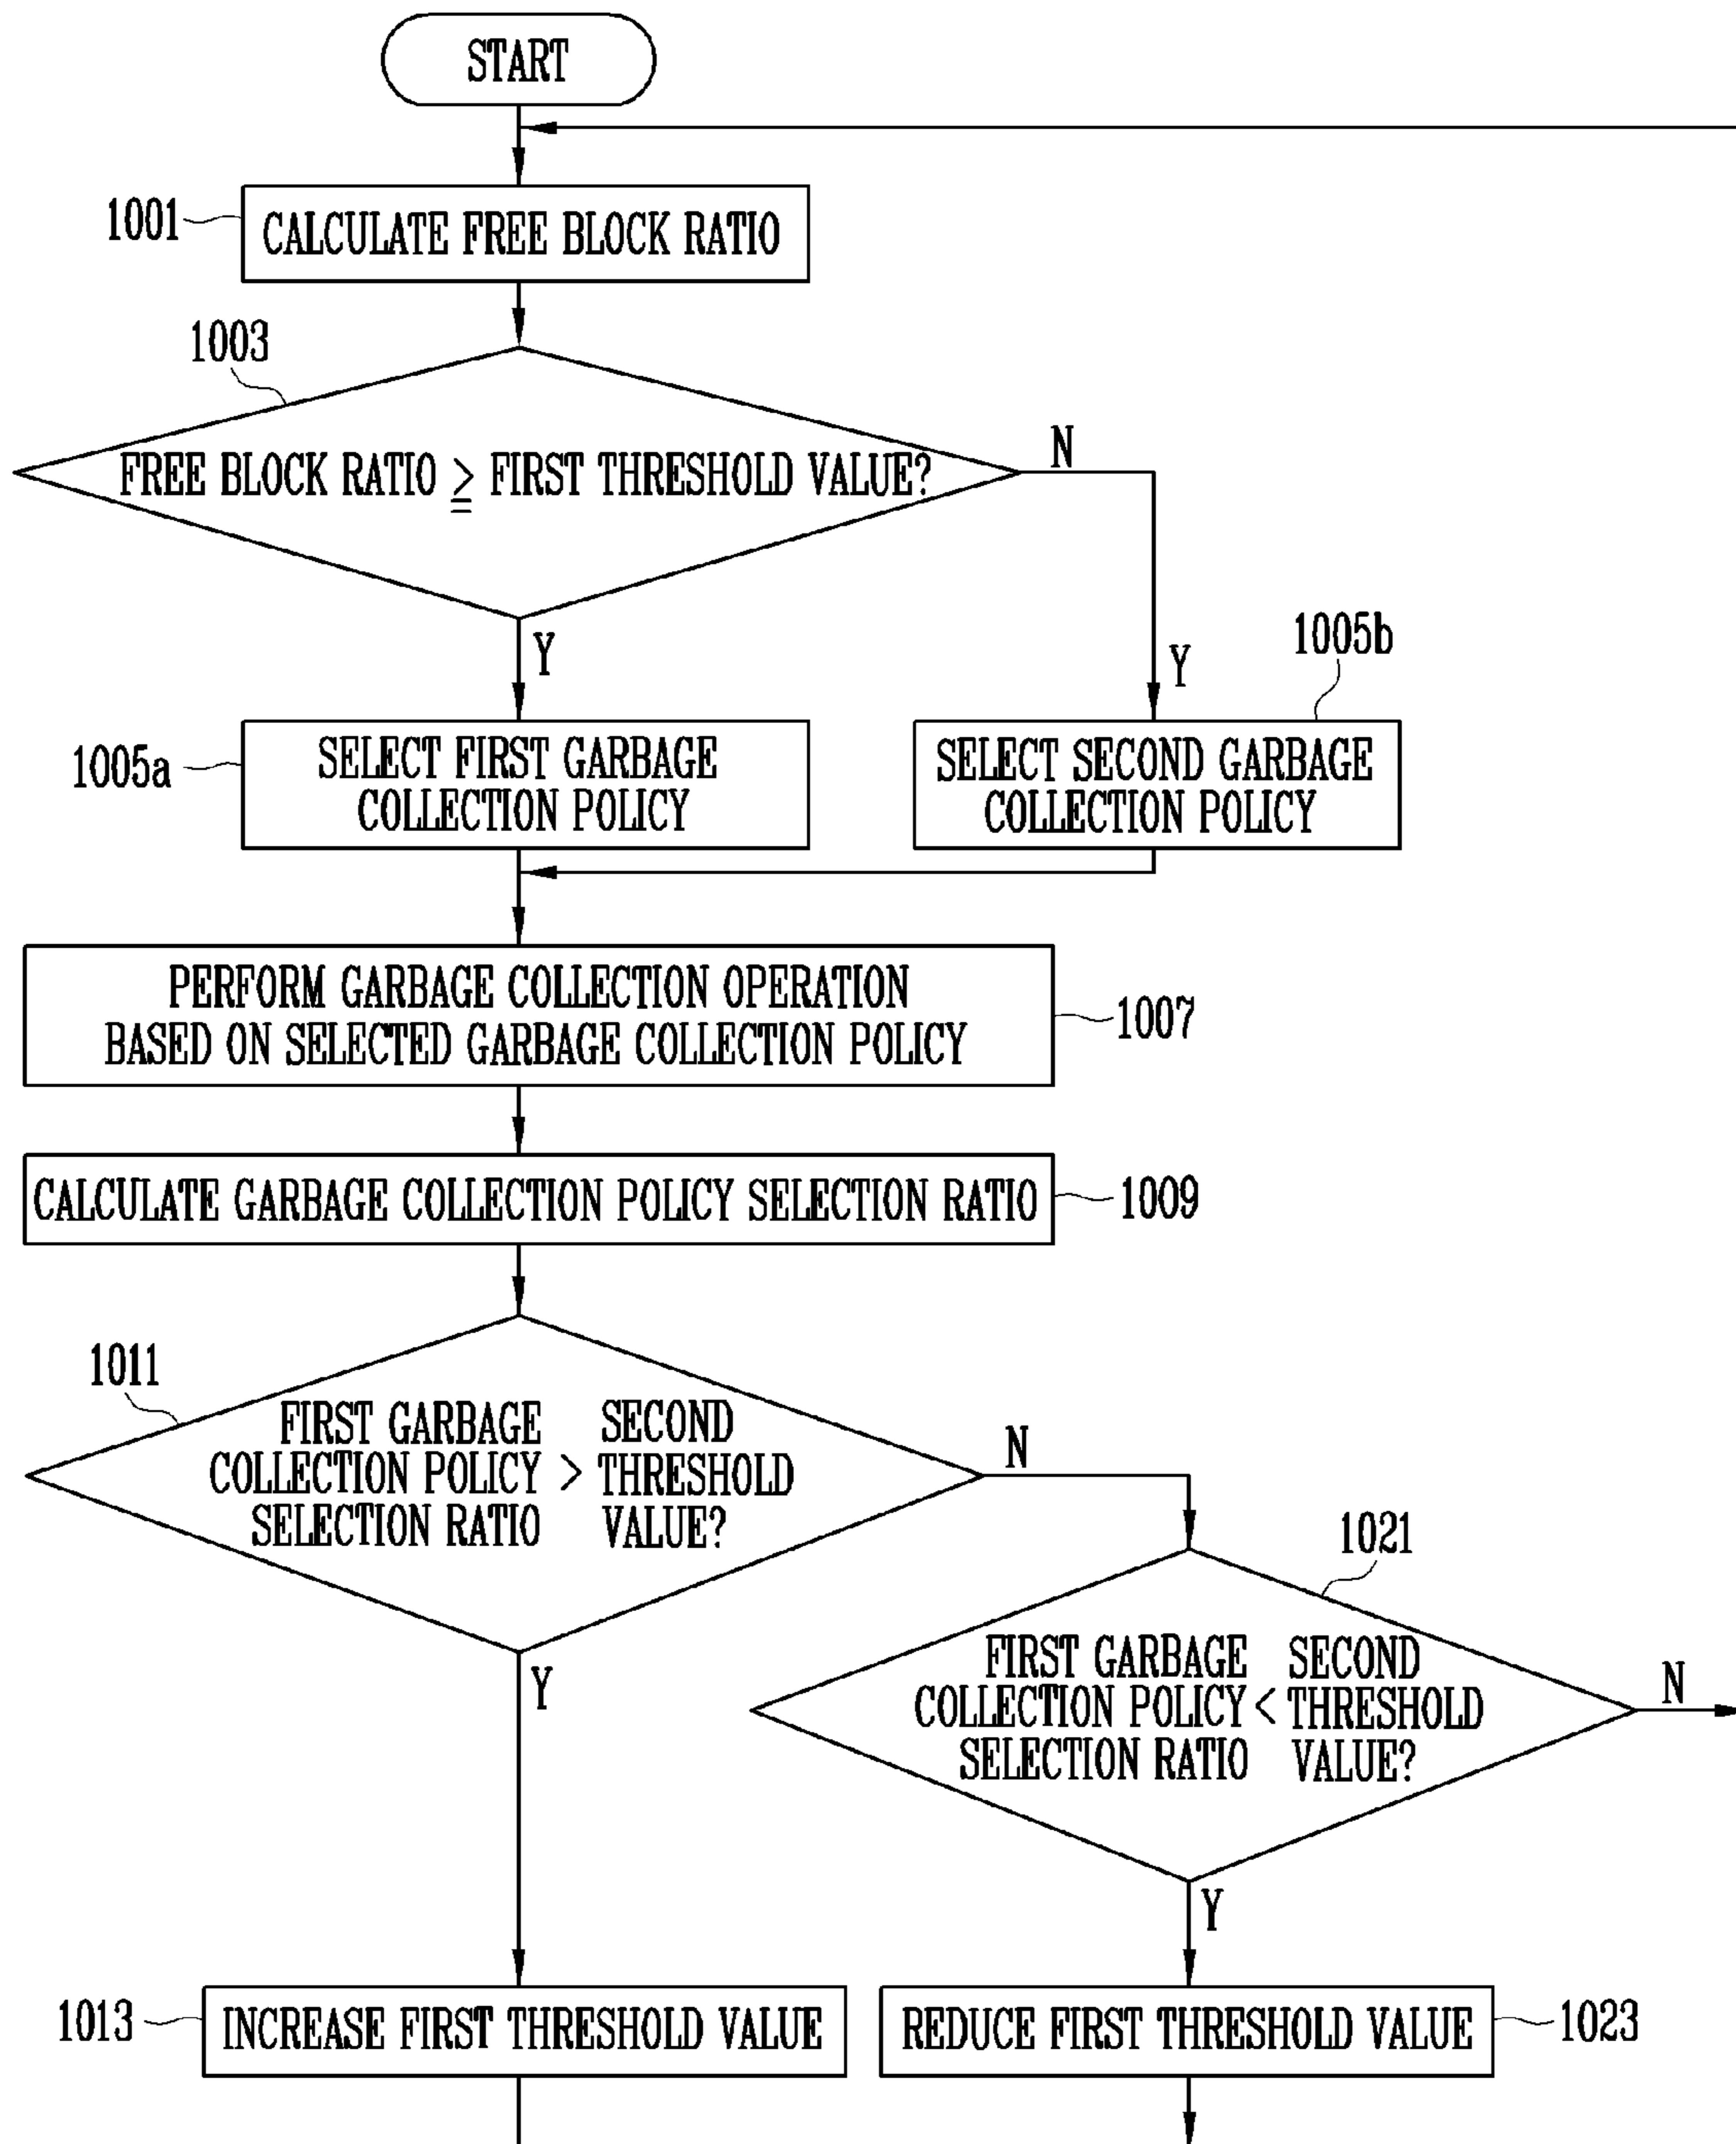 START
1001
CALCULATE FREE BLOCK RATIO
1003
FREE BLOCK RATIO ≧ FIRST THRESHOLD VALUE?
N
Y
Y
1005b
1005a
SELECT FIRST GARBAGE
COLLECTION POLICY
SELECT SECOND GARBAGE
COLLECTION POLICY
PERFORM GARBAGE COLLECTION OPERATION
BASED ON SELECTED GARBAGE COLLECTION POLICY
1007
CALCULATE GARBAGE COLLECTION POLICY SELECTION RATIO
1009
1011
FIRST GARBAGE SECOND
COLLECTION POLICY > THRESHOLD
SELECTION RATIO VALUE?
N
Y
1021
FIRST GARBAGE SECOND
COLLECTION POLICY < THRESHOLD
SELECTION RATIO VALUE?
N
Y
1013
INCREASE FIRST THRESHOLD VALUE
REDUCE FIRST THRESHOLD VALUE
1023